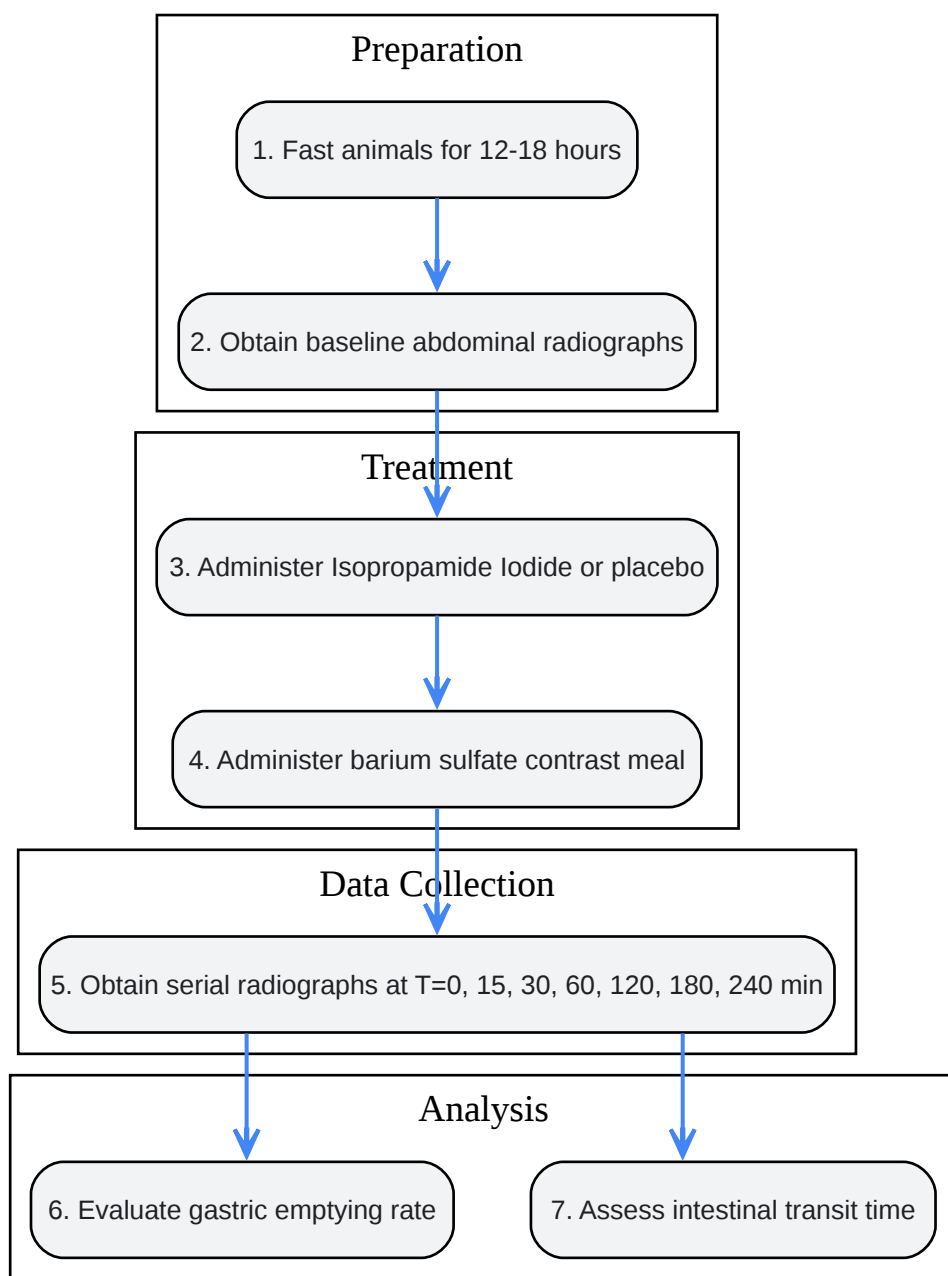 Preparation
1. Fast animals for 12-18 hours
2. Obtain baseline abdominal radiographs
Treatment
3. Administer Isopropamide Iodide or placebo
4. Administer barium sulfate contrast meal
Data Collection
5. Obtain serial radiographs at T=0, 15, 30, 60, 120, 180, 240 min
Analysis
6. Evaluate gastric emptying rate
7. Assess intestinal transit time